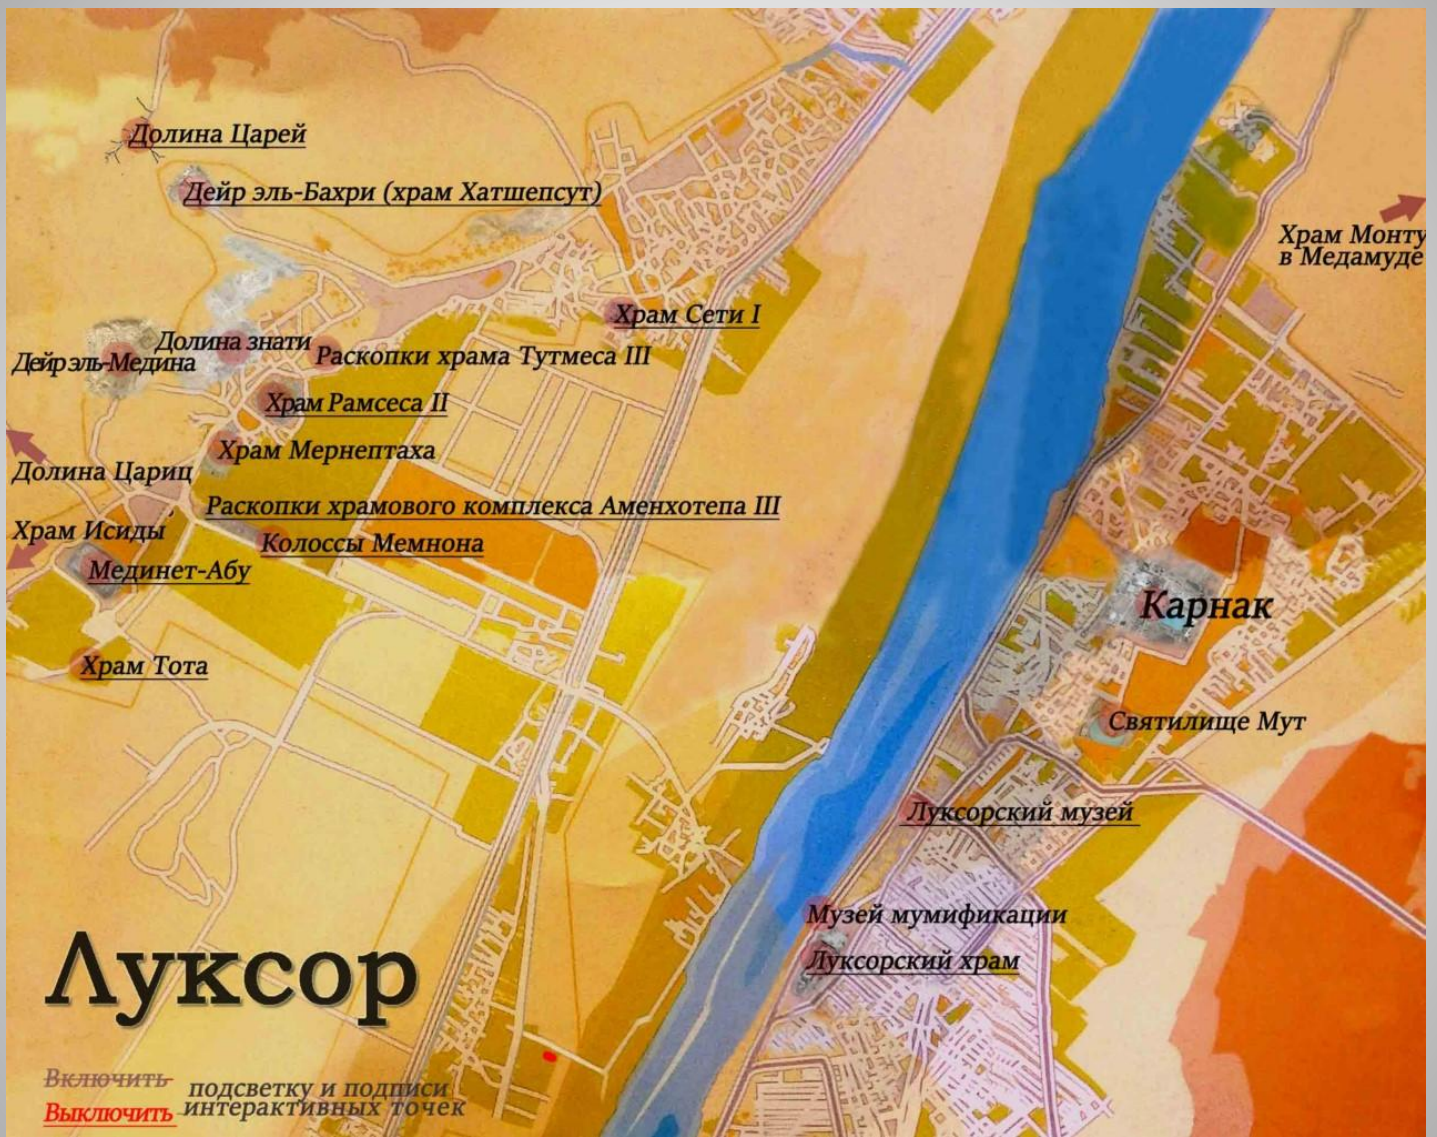 Долина Царей
Дейр эль-Бахри (храм Хатшепсут)
Храм Монту
в Медамуде
Храм Сети I
Долина знати
Дейр эль-Медина
Раскопки храма Тутмеса III
Храм Рамсеса II
Храм Мернептаха
Долина Цариц
Раскопки храмового комплекса Аменхотепа III
Храм Исиды
Колоссы Мемнона
Мединет-Абу
Карнак
Храм Тота
Святилище Мут
Луксорский музей
Музей мумификации
Луксорский храм
Луксор
Включить подсветку и подписи
Выключить интерактивных точек